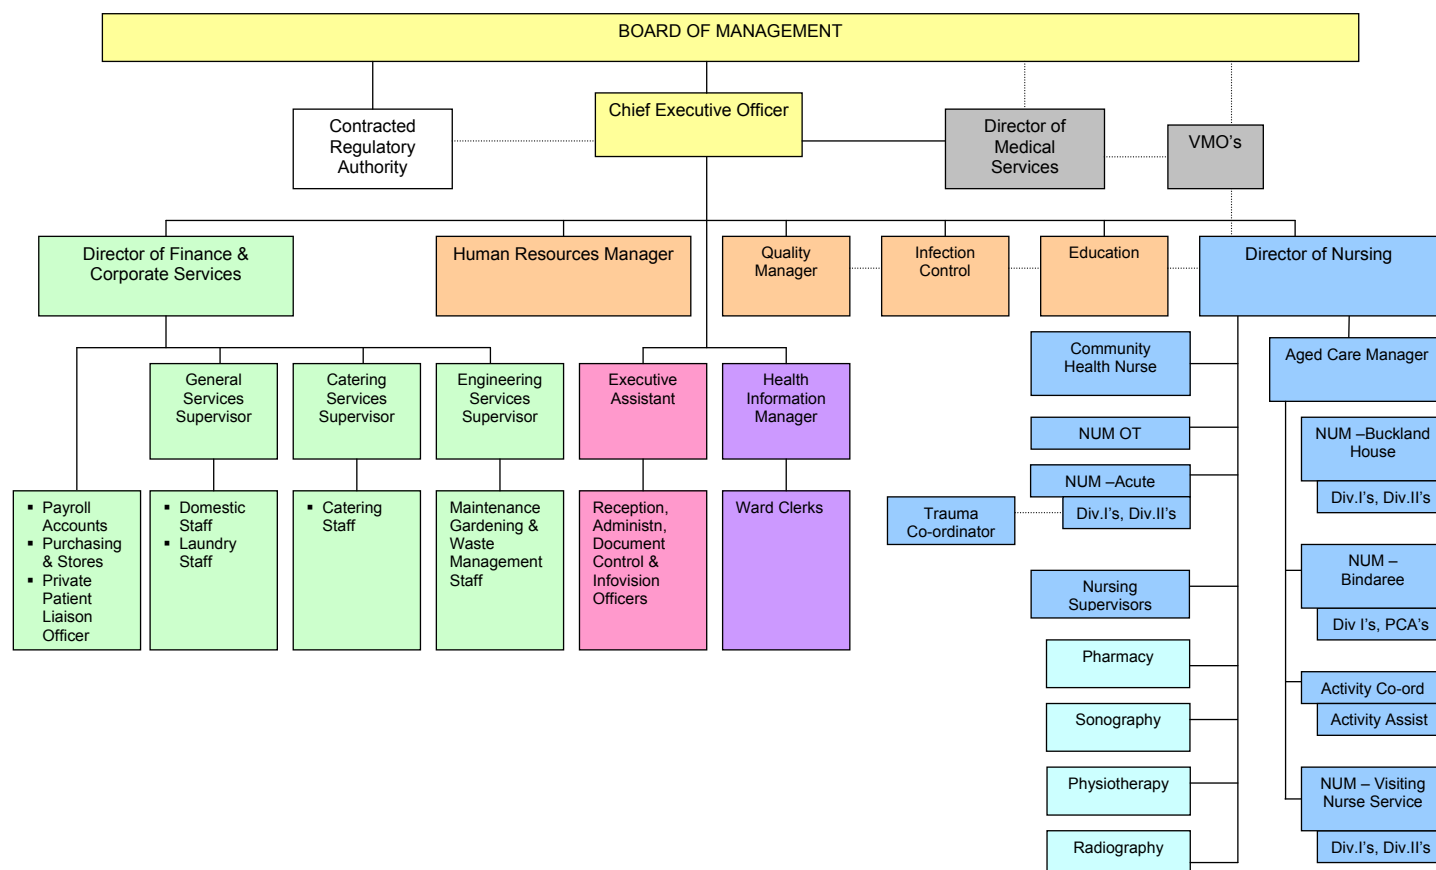 BOARD OF MANAGEMENT
Chief Executive Officer
Contracted
Regulatory
Authority
Director of
Medical
Services
VMO's
Director of Finance &
Corporate Services
Human Resources Manager
Quality
Manager
Infection
Control
Education
Director of Nursing
General
Services
Supervisor
Catering
Services
Supervisor
Engineering
Services
Supervisor
Executive
Assistant
Health
Information
Manager
▪ Payroll
Accounts
▪ Purchasing
& Stores
▪ Private
Patient
Liaison
Officer
▪ Domestic
Staff
▪ Laundry
Staff
▪ Catering
Staff
Maintenance
Gardening &
Waste
Management
Staff
Reception,
Administn,
Document
Control &
Infovision
Officers
Ward Clerks
Community
Health Nurse
NUM OT
NUM –Acute
Div.I's, Div.II's
Trauma
Co-ordinator
Nursing
Supervisors
Pharmacy
Sonography
Physiotherapy
Radiography
Aged Care Manager
NUM –Buckland
House
Div.I's, Div.II's
NUM –
Bindaree
Div I's, PCA's
Activity Co-ord
Activity Assist
NUM – Visiting
Nurse Service
Div.I's, Div.II's